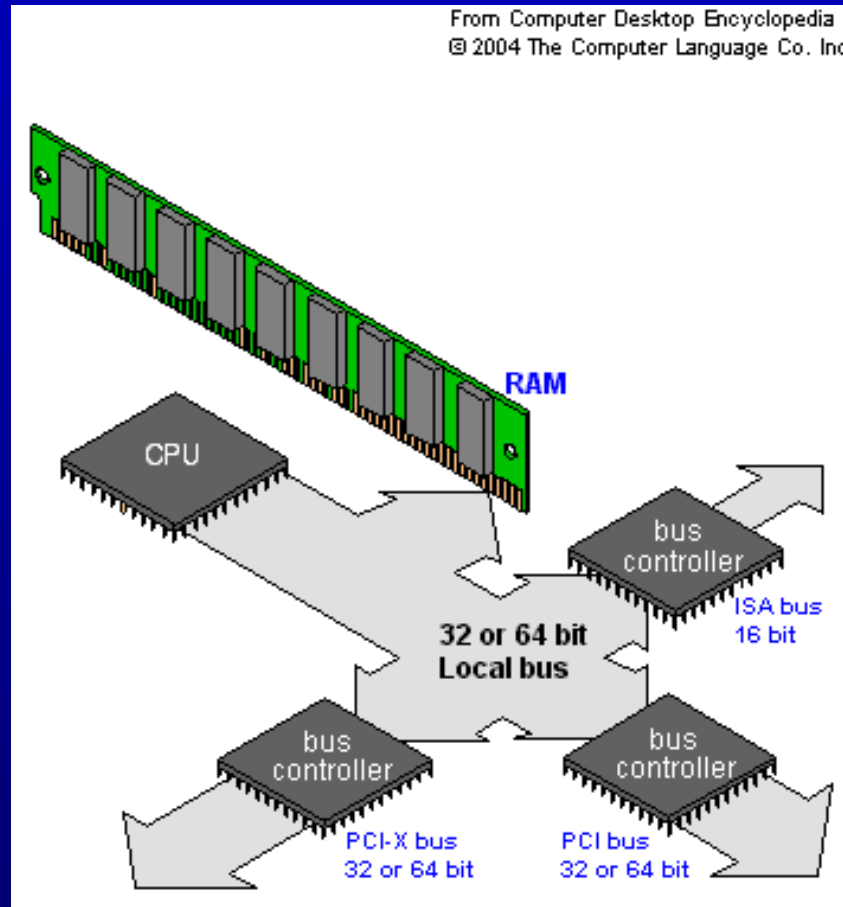 From Computer Desktop Encyclopedia
© 2004 The Computer Language Co. Inc
RAM
CPU
bus
controller
ISA bus
16 bit
32 or 64 bit
Local bus
bus
controller
PCI-X bus
32 or 64 bit
bus
controller
PCI bus
32 or 64 bit